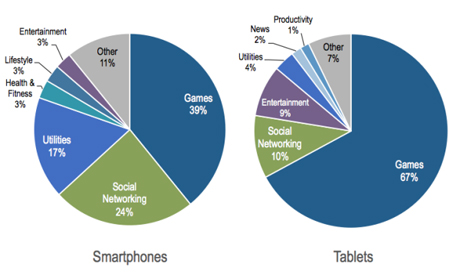 Entertainment
3%
Lifestyle
3%
Health &
Fitness
3%
Other
11%
Games
39%
Utilities
17%
Social
Networking
24%
Smartphones
Productivity
1%
News
2%
Utilities
4%
Other
7%
Entertainment
9%
Social
Networking
10%
Games
67%
Tablets